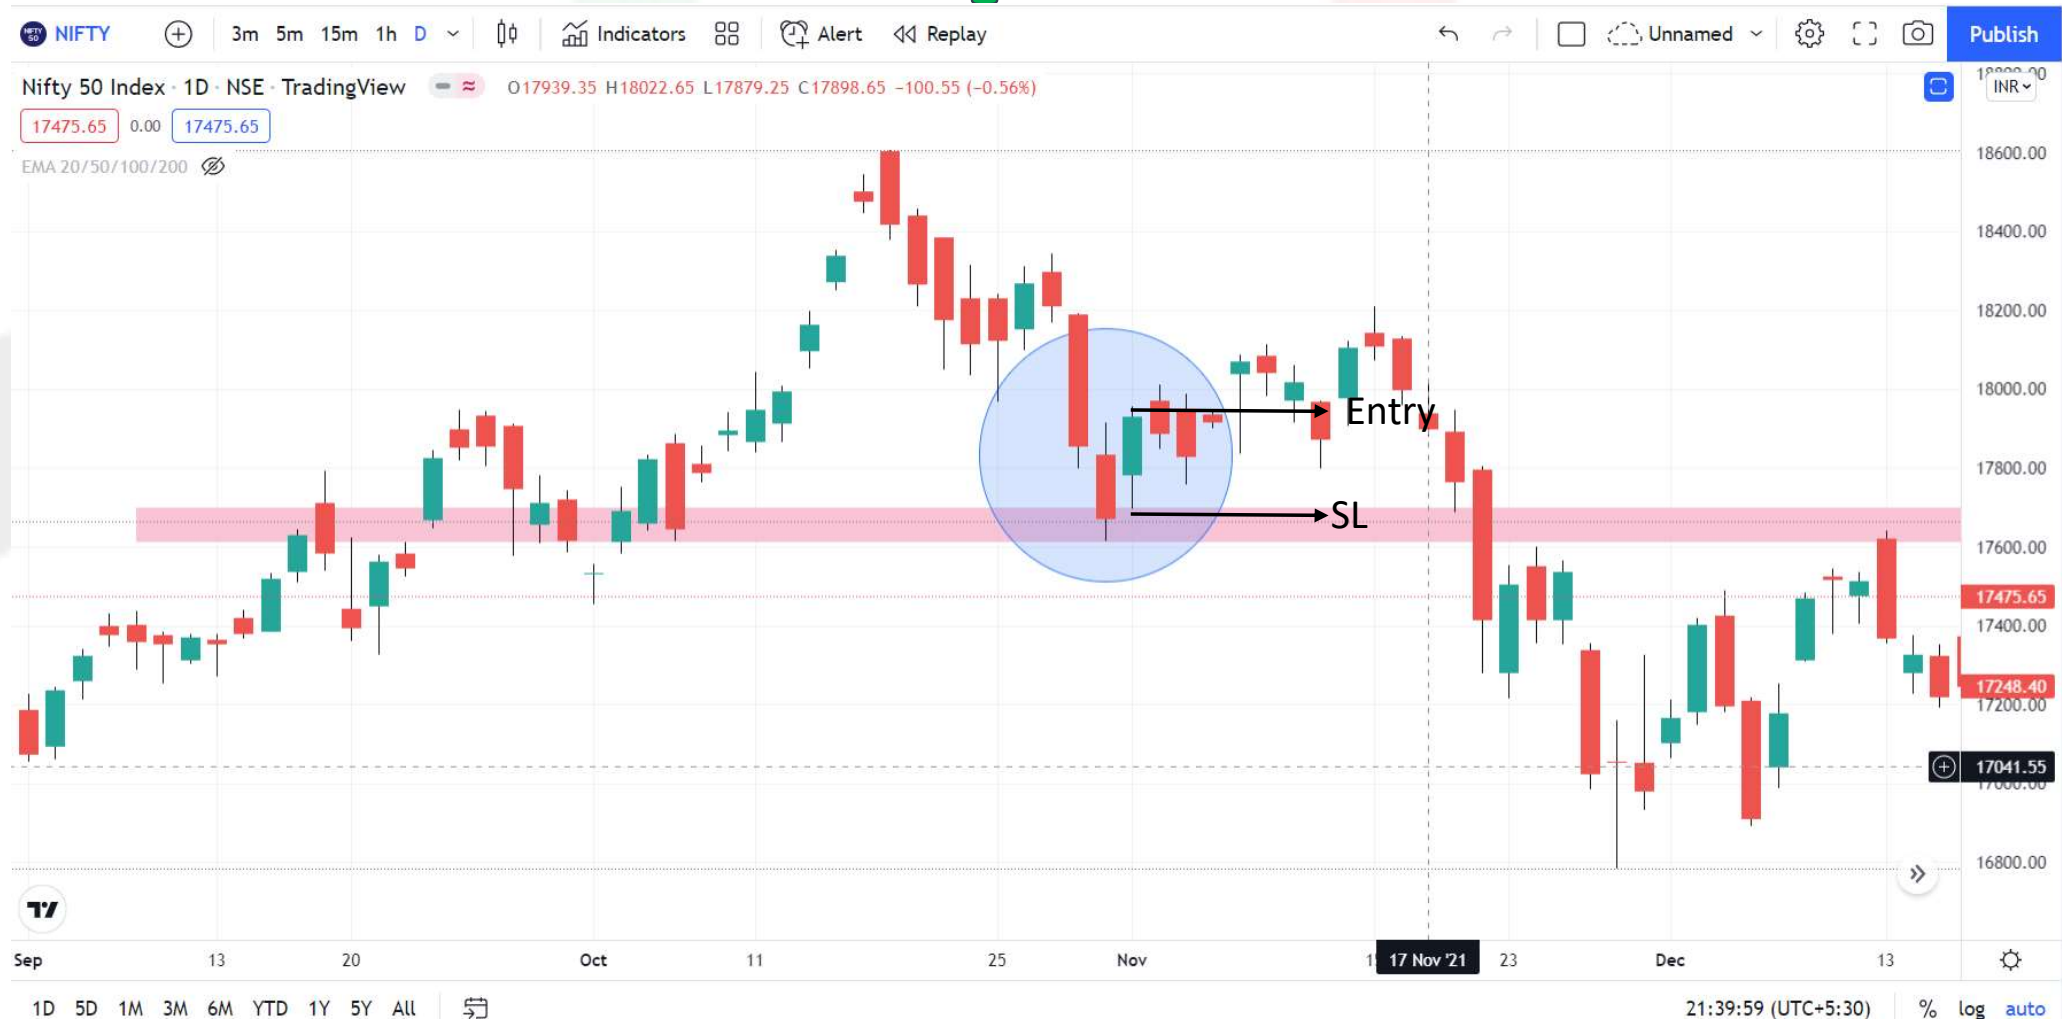 NIFTY 50 NIFTY 3m 5m 15m 1h D Indicators Alert Replay Unnamed Publish
Nifty 50 Index · 1D · NSE · TradingView O17939.35 H18022.65 L17879.25 C17898.65 −100.55 (−0.56%)
INR
17475.65 0.00 17475.65
EMA 20/50/100/200
18600.00
18400.00
18200.00
18000.00
Entry
17800.00
SL
17600.00
17475.65
17400.00
17248.40
17200.00
17041.55
17000.00
16800.00
Sep 13 20 Oct 11 25 Nov 17 Nov '21 23 Dec 13
1D 5D 1M 3M 6M YTD 1Y 5Y All 21:39:59 (UTC+5:30) % log auto